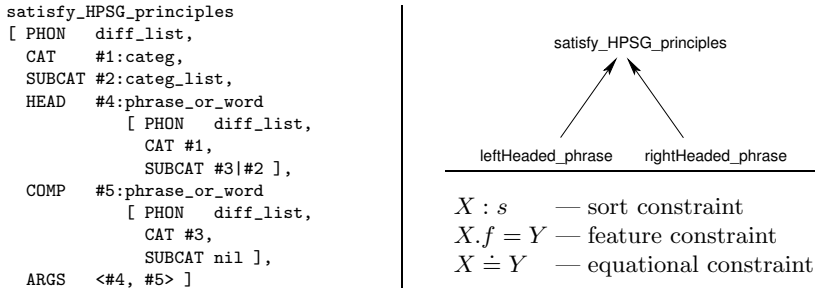 satisfy_HPSG_principles
[ PHON diff_list,
CAT #1:categ,
SUBCAT #2:categ_list,
HEAD #4:phrase_or_word
[ PHON diff_list,
CAT #1,
SUBCAT #3|#2 ],
COMP #5:phrase_or_word
[ PHON diff_list,
CAT #3,
SUBCAT nil ],
ARGS <#4, #5> ]
satisfy_HPSG_principles
leftHeaded_phrase rightHeaded_phrase
X : s — sort constraint
X.f = Y — feature constraint
X ≐ Y — equational constraint